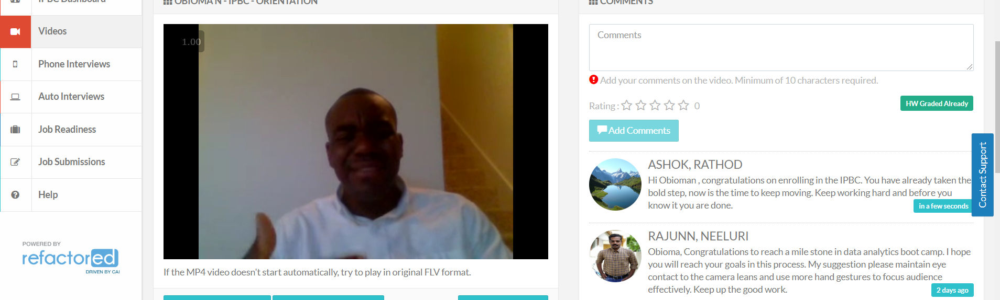 IPBC Dashboard
Videos
Phone Interviews
Auto Interviews
Job Readiness
Job Submissions
Help
POWERED BY
refactored
DRIVEN BY CAI
OBIOMA N - IPBC - ORIENTATION
1.00
If the MP4 video doesn't start automatically, try to play in original FLV format.
COMMENTS
Comments
Add your comments on the video. Minimum of 10 characters required.
Rating : 0
HW Graded Already
Add Comments
ASHOK, RATHOD
Hi Obioman , congratulations on enrolling in the IPBC. You have already taken the
bold step, now is the time to keep moving. Keep working hard and before you
know it you are done.
in a few seconds
RAJUNN, NEELURI
Obioma, Congratulations to reach a mile stone in data analytics boot camp. I hope
you will reach your goals in this process. My suggestion please maintain eye
contact to the camera leans and use more hand gestures to focus audience
effectively. Keep up the good work.
2 days ago
Contact Support